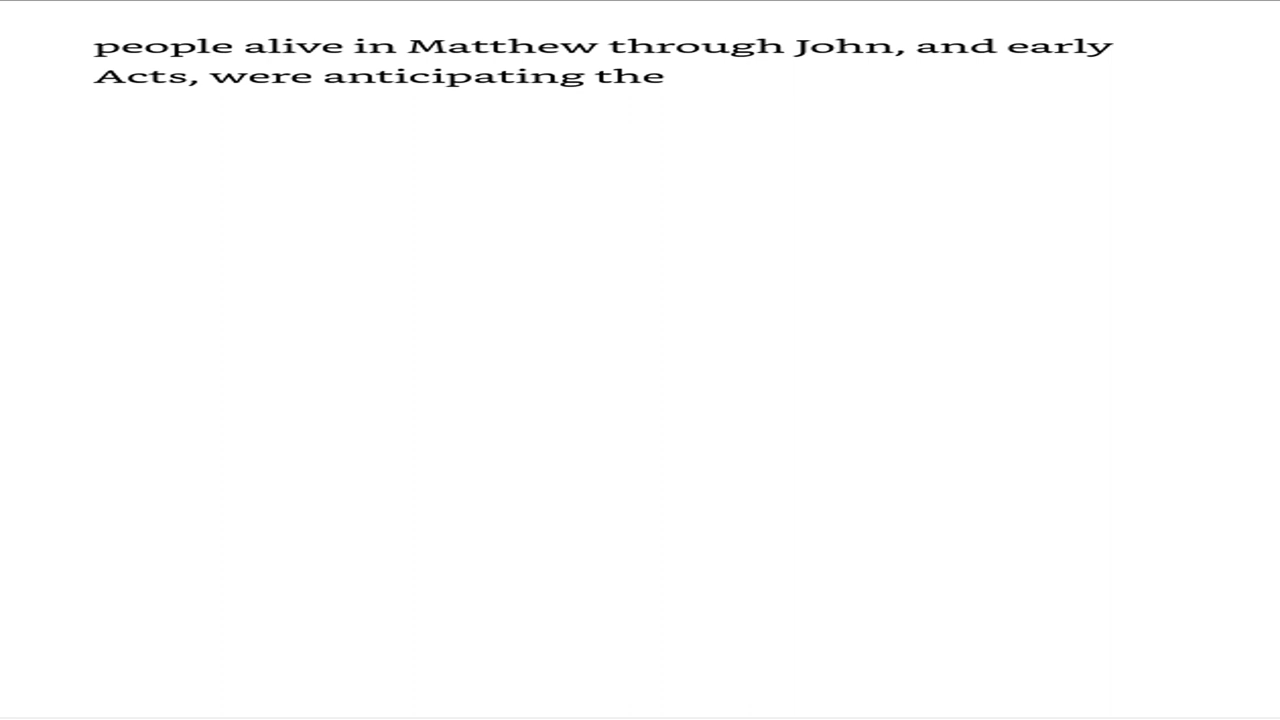 people alive in Matthew through John, and early
Acts, were anticipating the